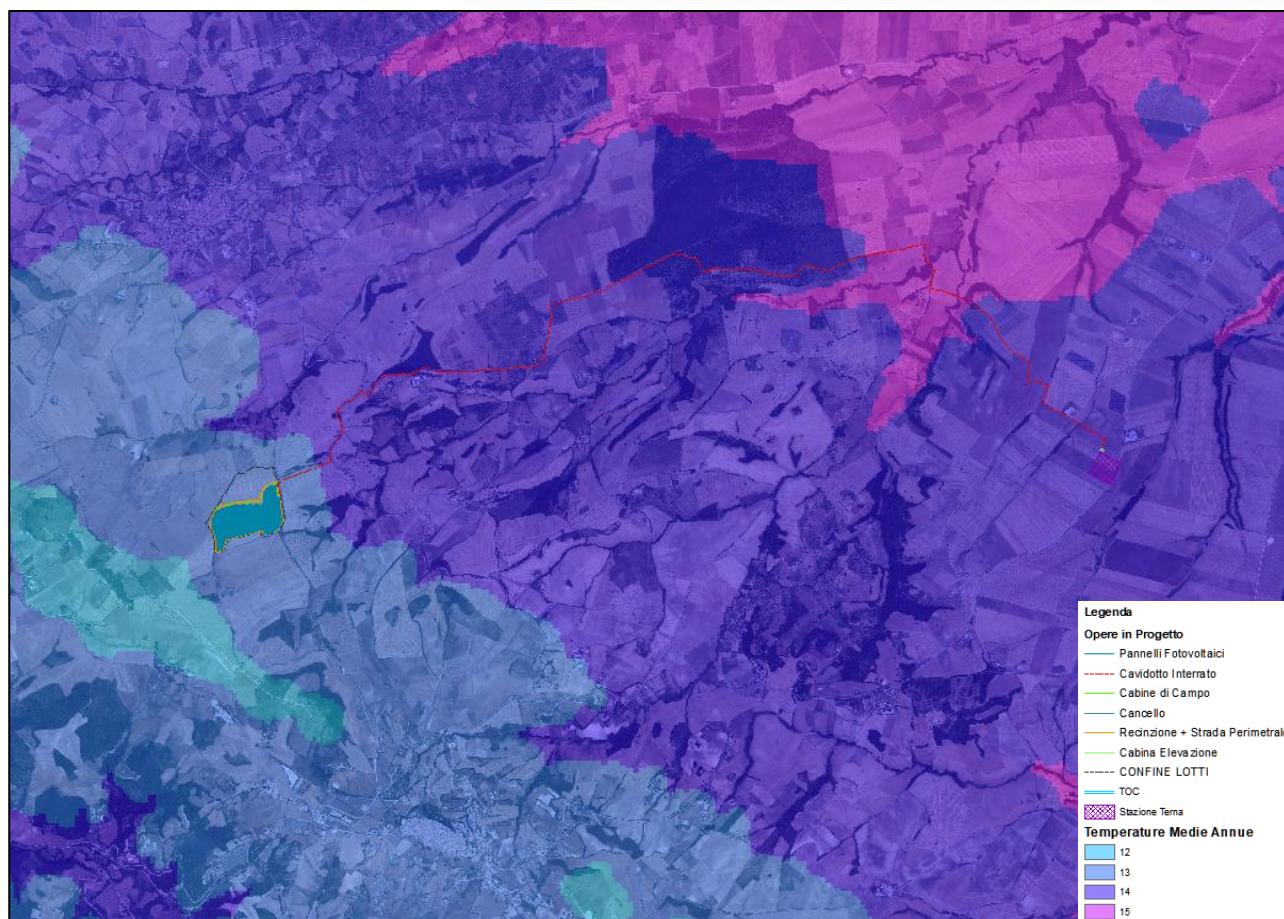 Legenda
Opere in Progetto
Pannelli Fotovoltaici
Cavidotto Interrato
Cabine di Campo
Cancello
Recinzione + Strada Perimetrale
Cabina Elevazione
CONFINE LOTTI
TOC
Stazione Terna
Temperature Medie Annue
12
13
14
15